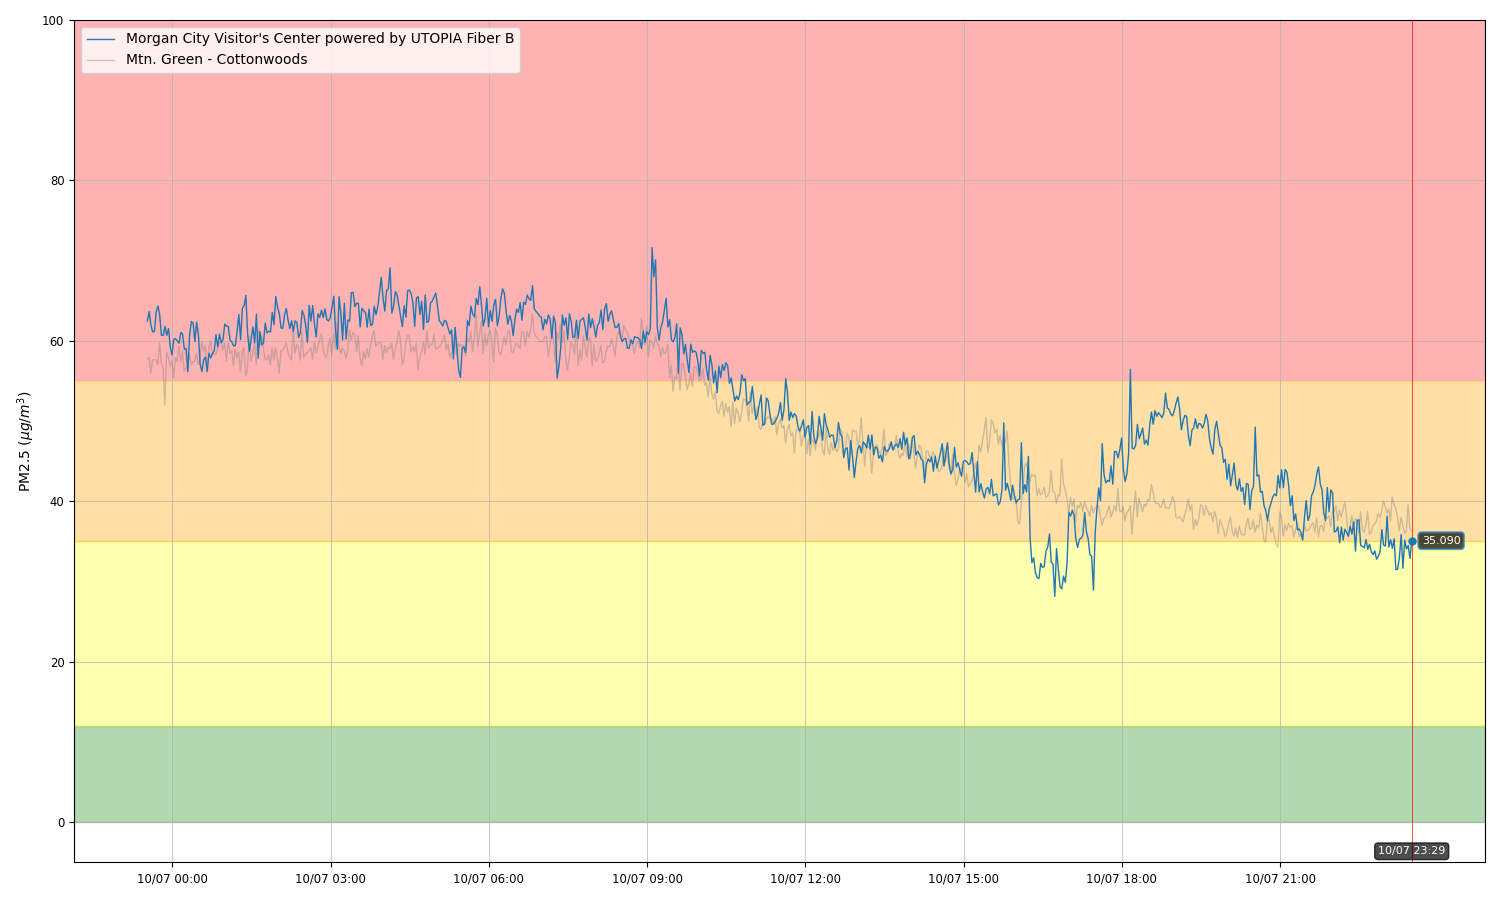 100
Morgan City Visitor's Center powered by UTOPIA Fiber B
Mtn. Green - Cottonwoods
80
60
PM2.5 (μg/m³)
40
35.090
20
0
10/07 23:29
10/07 00:00 10/07 03:00 10/07 06:00 10/07 09:00 10/07 12:00 10/07 15:00 10/07 18:00 10/07 21:00